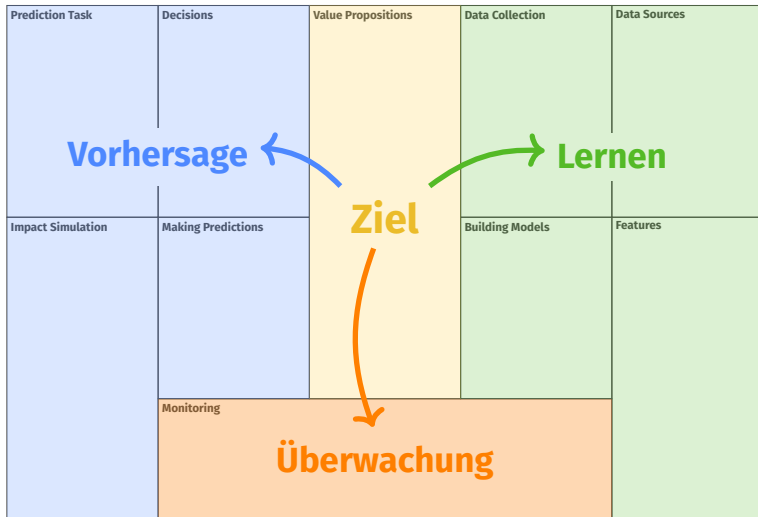 Prediction Task
Decisions
Value Propositions
Data Collection
Data Sources
Vorhersage
Lernen
Ziel
Impact Simulation
Making Predictions
Building Models
Features
Monitoring
Überwachung